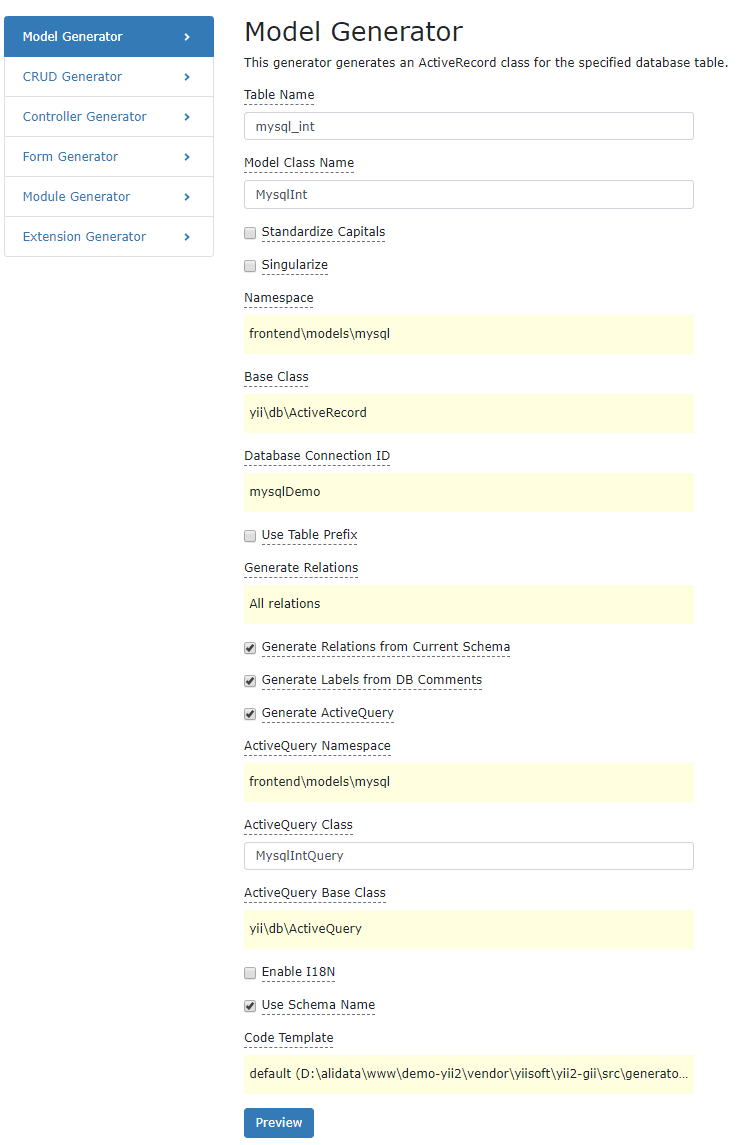 Model Generator
CRUD Generator
Controller Generator
Form Generator
Module Generator
Extension Generator
Model Generator
This generator generates an ActiveRecord class for the specified database table.
Table Name
mysql_int
Model Class Name
MysqlInt
Standardize Capitals
Singularize
Namespace
frontend\models\mysql
Base Class
yii\db\ActiveRecord
Database Connection ID
mysqlDemo
Use Table Prefix
Generate Relations
All relations
Generate Relations from Current Schema
Generate Labels from DB Comments
Generate ActiveQuery
ActiveQuery Namespace
frontend\models\mysql
ActiveQuery Class
MysqlIntQuery
ActiveQuery Base Class
yii\db\ActiveQuery
Enable I18N
Use Schema Name
Code Template
default (D:\alidata\www\demo-yii2\vendor\yiisoft\yii2-gii\src\generato...
Preview